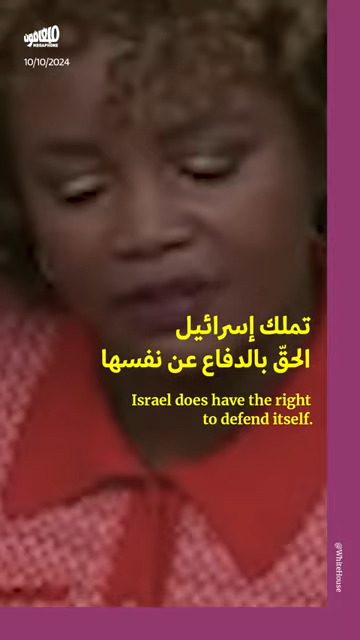 ميغافون
MEGAPHONE
10/10/2024
تملك إسرائيل
الحقّ بالدفاع عن نفسها
Israel does have the right
to defend itself.
@WhiteHouse